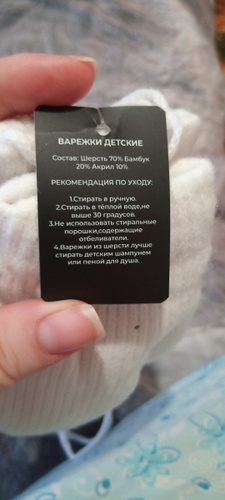 ВАРЕЖКИ ДЕТСКИЕ
Состав: Шерсть 70% Бамбук
20% Акрил 10%
РЕКОМЕНДАЦИЯ ПО УХОДУ:
1.Стирать в ручную.
2.Стирать в тёплой воде,не
выше 30 градусов.
3.Не использовать стиральные
порошки,содержащие
отбеливатели.
4.Варежки из шерсти лучше
стирать детским шампунем
или пеной для душа.